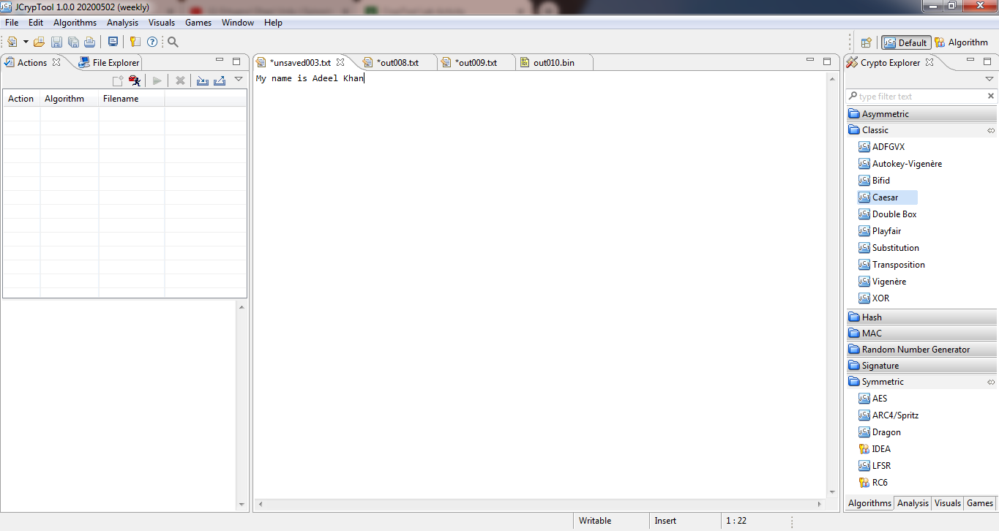 JCrypTool 1.0.0 20200502 (weekly)
File Edit Algorithms Analysis Visuals Games Window Help
Default Algorithm
Actions File Explorer
Action Algorithm Filename
*unsaved003.txt *out008.txt *out009.txt out010.bin
My name is Adeel Khan
Crypto Explorer
type filter text
Asymmetric
Classic
ADFGVX
Autokey-Vigenère
Bifid
Caesar
Double Box
Playfair
Substitution
Transposition
Vigenère
XOR
Hash
MAC
Random Number Generator
Signature
Symmetric
AES
ARC4/Spritz
Dragon
IDEA
LFSR
RC6
Algorithms Analysis Visuals Games
Writable Insert 1 : 22